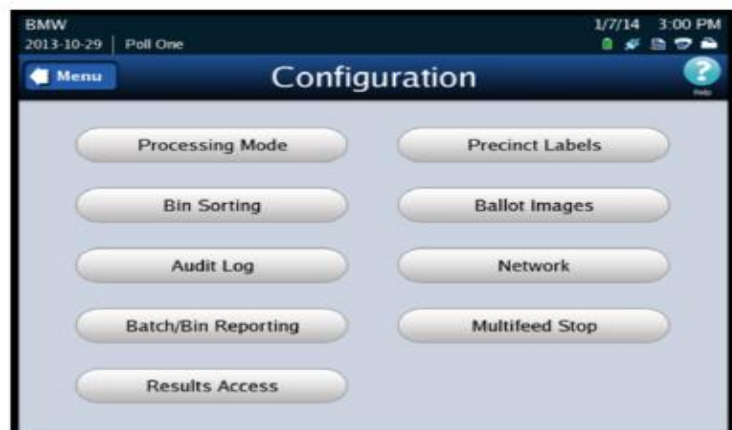 BMW 1/7/14 3:00 PM
2013-10-29 | Poll One
Menu Configuration ?
Help
Processing Mode Precinct Labels
Bin Sorting Ballot Images
Audit Log Network
Batch/Bin Reporting Multifeed Stop
Results Access